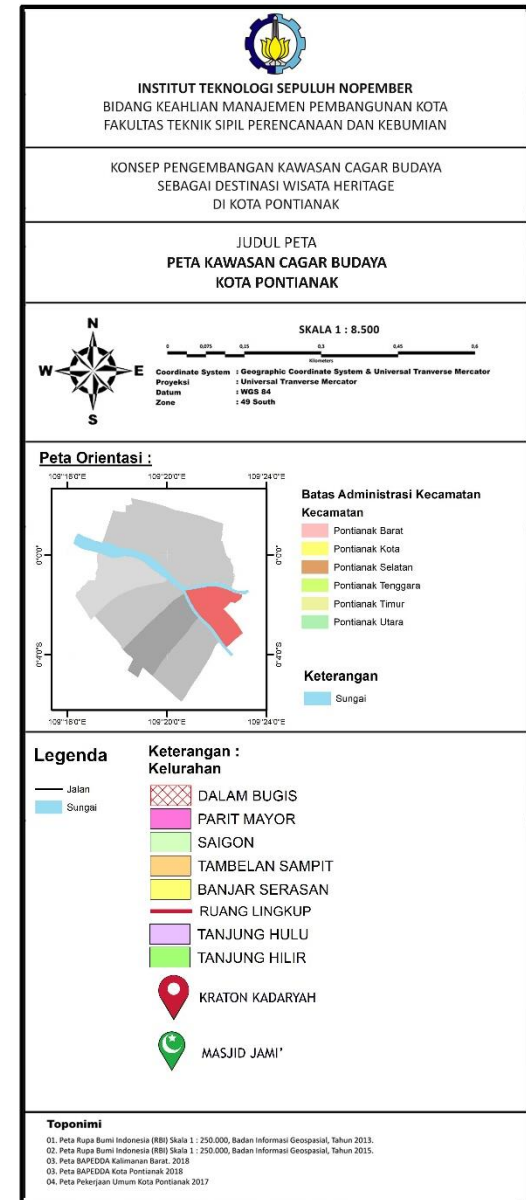 INSTITUT TEKNOLOGI SEPULUH NOPEMBER
BIDANG KEAHLIAN MANAJEMEN PEMBANGUNAN KOTA
FAKULTAS TEKNIK SIPIL PERENCANAAN DAN KEBUMIAN
KONSEP PENGEMBANGAN KAWASAN CAGAR BUDAYA
SEBAGAI DESTINASI WISATA HERITAGE
DI KOTA PONTIANAK
JUDUL PETA
PETA KAWASAN CAGAR BUDAYA
KOTA PONTIANAK
N
W E
S
SKALA 1 : 8.500
0 0,075 0,15 0,3 0,45 0,6
Kilometers
Coordinate System : Geographic Coordinate System & Universal Tranverse Mercator
Proyeksi : Universal Tranverse Mercator
Datum : WGS 84
Zone : 49 South
Peta Orientasi :
109°16'0"E 109°20'0"E 109°24'0"E
0°0'0" 0°0'0"
0°4'0"S 0°4'0"S
109°16'0"E 109°20'0"E 109°24'0"E
Batas Administrasi Kecamatan
Kecamatan
Pontianak Barat
Pontianak Kota
Pontianak Selatan
Pontianak Tenggara
Pontianak Timur
Pontianak Utara
Keterangan
Sungai
Legenda
Jalan
Sungai
Keterangan :
Kelurahan
DALAM BUGIS
PARIT MAYOR
SAIGON
TAMBELAN SAMPIT
BANJAR SERASAN
RUANG LINGKUP
TANJUNG HULU
TANJUNG HILIR
KRATON KADARYAH
MASJID JAMI'
Toponimi
01. Peta Rupa Bumi Indonesia (RBI) Skala 1 : 250.000, Badan Informasi Geospasial, Tahun 2013.
02. Peta Rupa Bumi Indonesia (RBI) Skala 1 : 250.000, Badan Informasi Geospasial, Tahun 2015.
03. Peta BAPEDDA Kalimanan Barat. 2018
03. Peta BAPEDDA Kota Pontianak 2018
04. Peta Pekerjaan Umum Kota Pontianak 2017